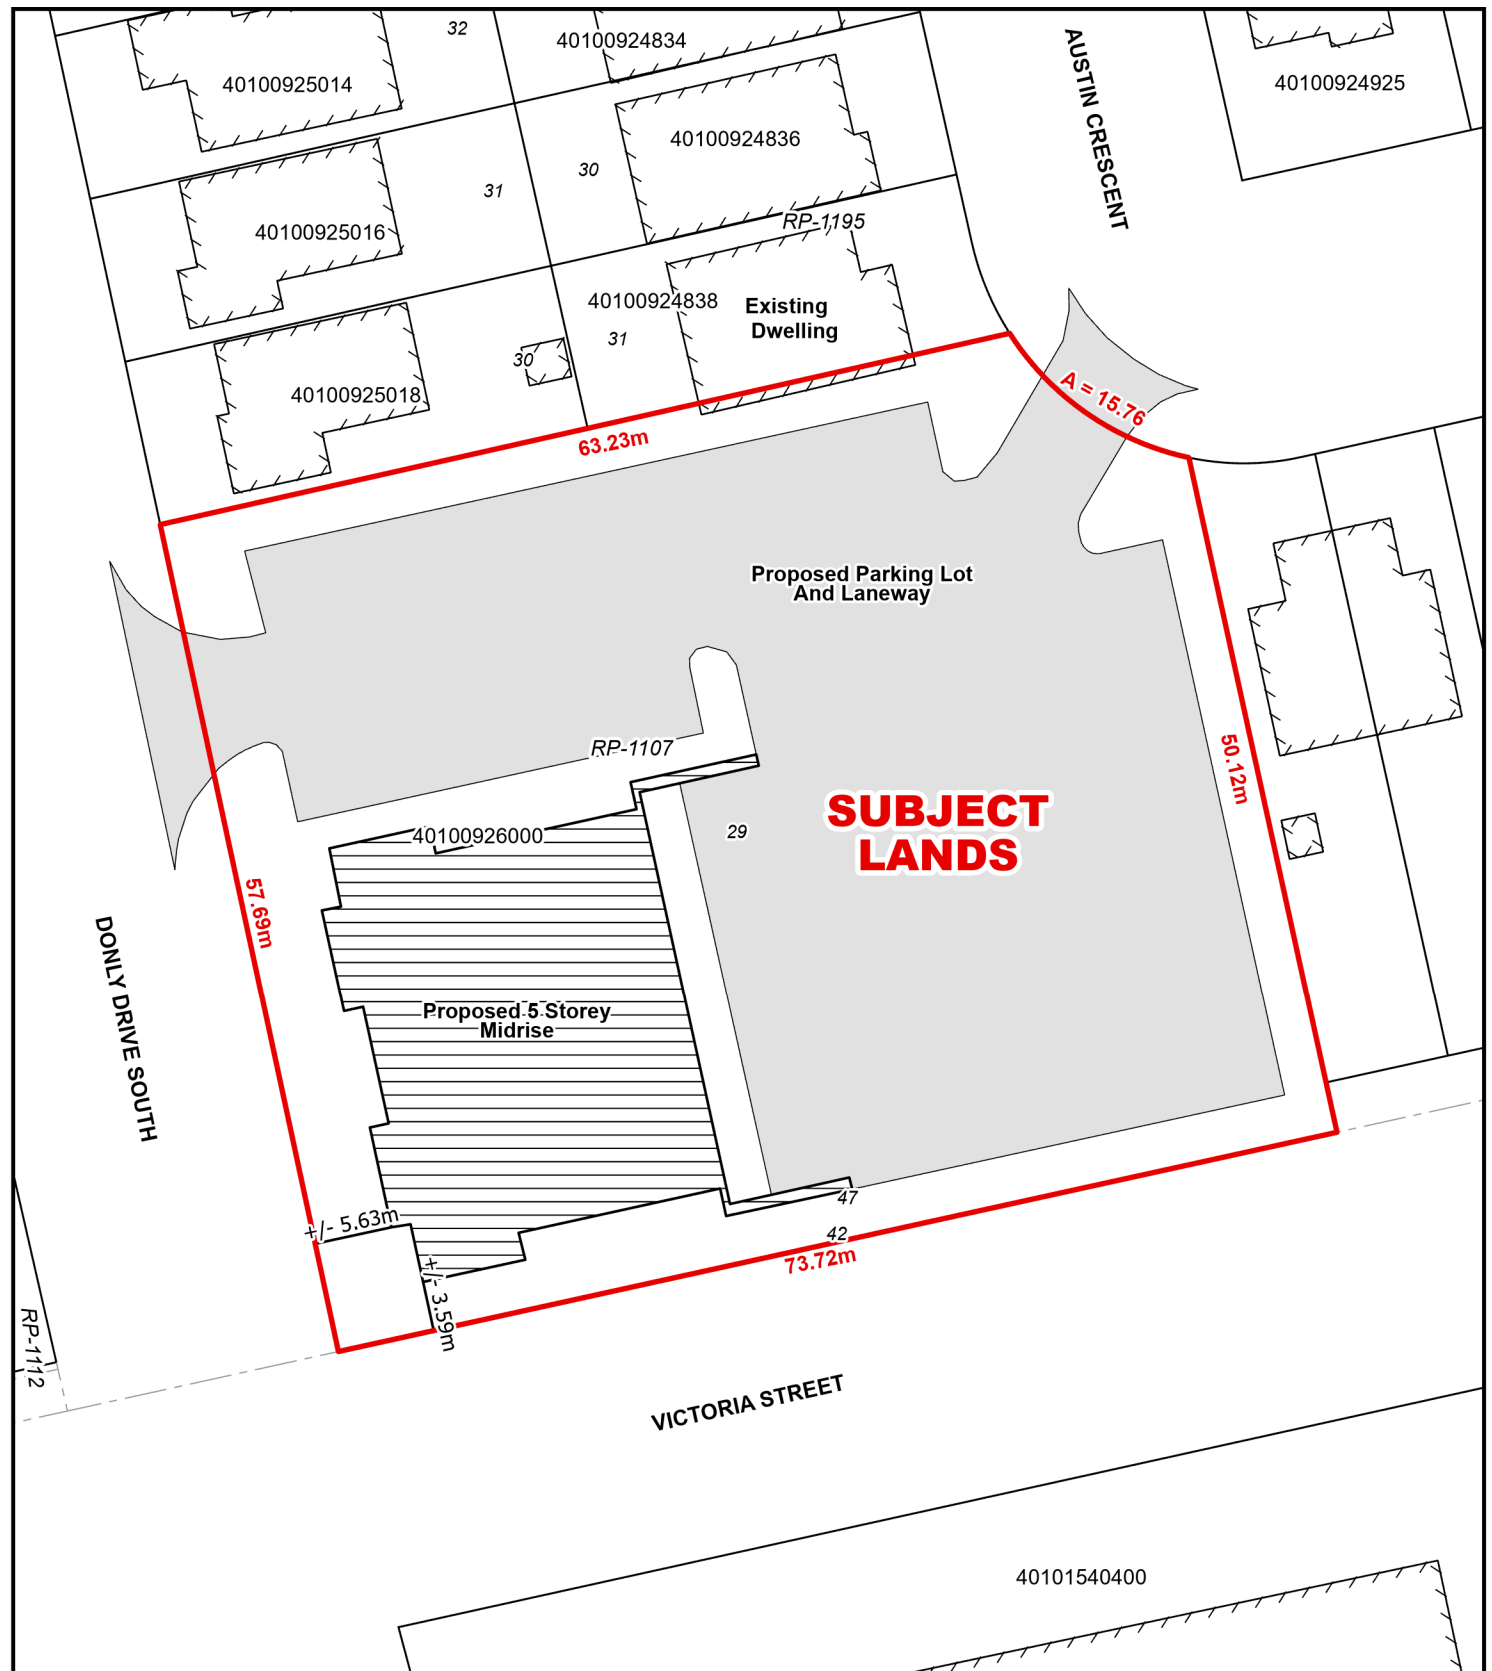 32
40100924834
AUSTIN CRESCENT
40100925014
40100924925
40100924836
30
31
40100925016
RP-1195
40100924838
Existing
Dwelling
31
30
40100925018
A = 15.76
63.23m
Proposed Parking Lot
And Laneway
RP-1107
50.12m
SUBJECT
LANDS
29
40100926000
57.69m
DONLY DRIVE SOUTH
Proposed 5 Storey
Midrise
47
+/- 5.63m
42
73.72m
+/- 3.59m
RP-1112
VICTORIA STREET
40101540400